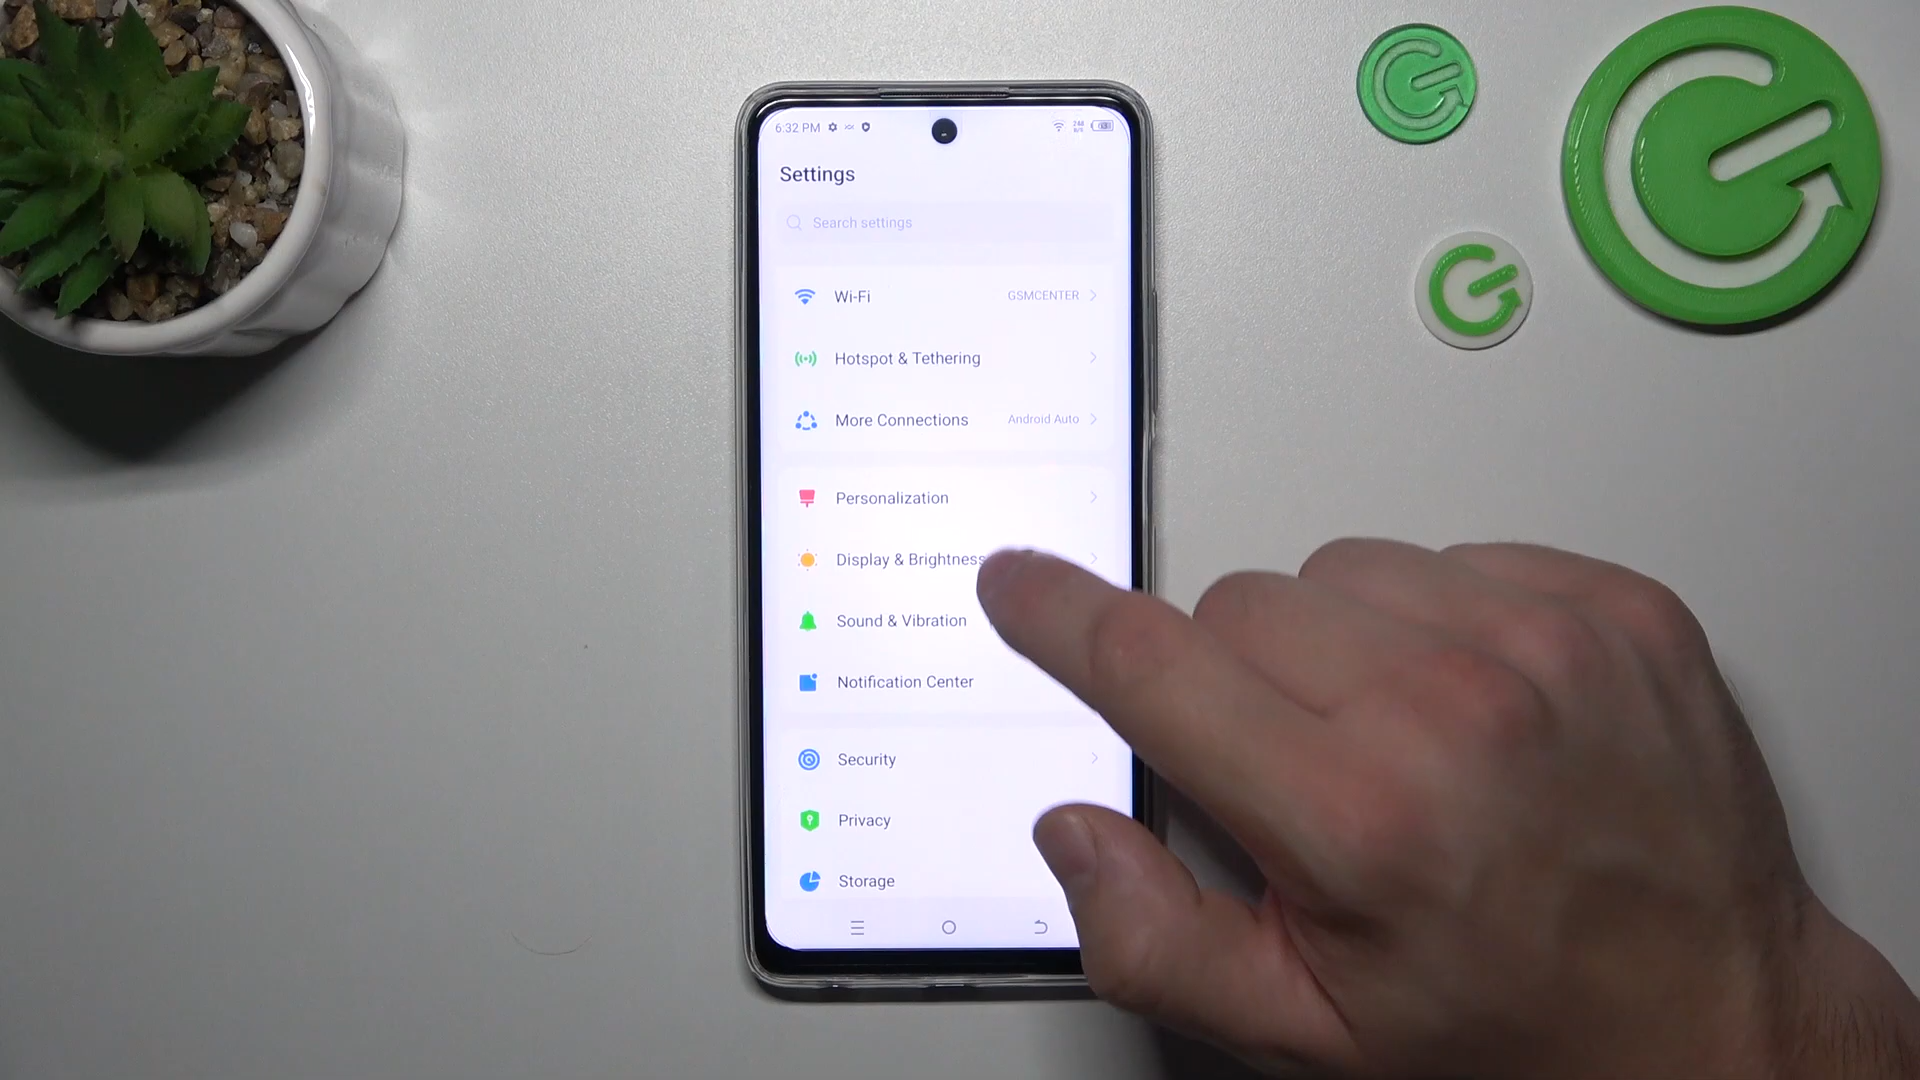 6:32 PM
Settings
Search settings
Wi-Fi GSMCENTER
Hotspot & Tethering
More Connections Android Auto
Personalization
Display & Brightness
Sound & Vibration
Notification Center
Security
Privacy
Storage